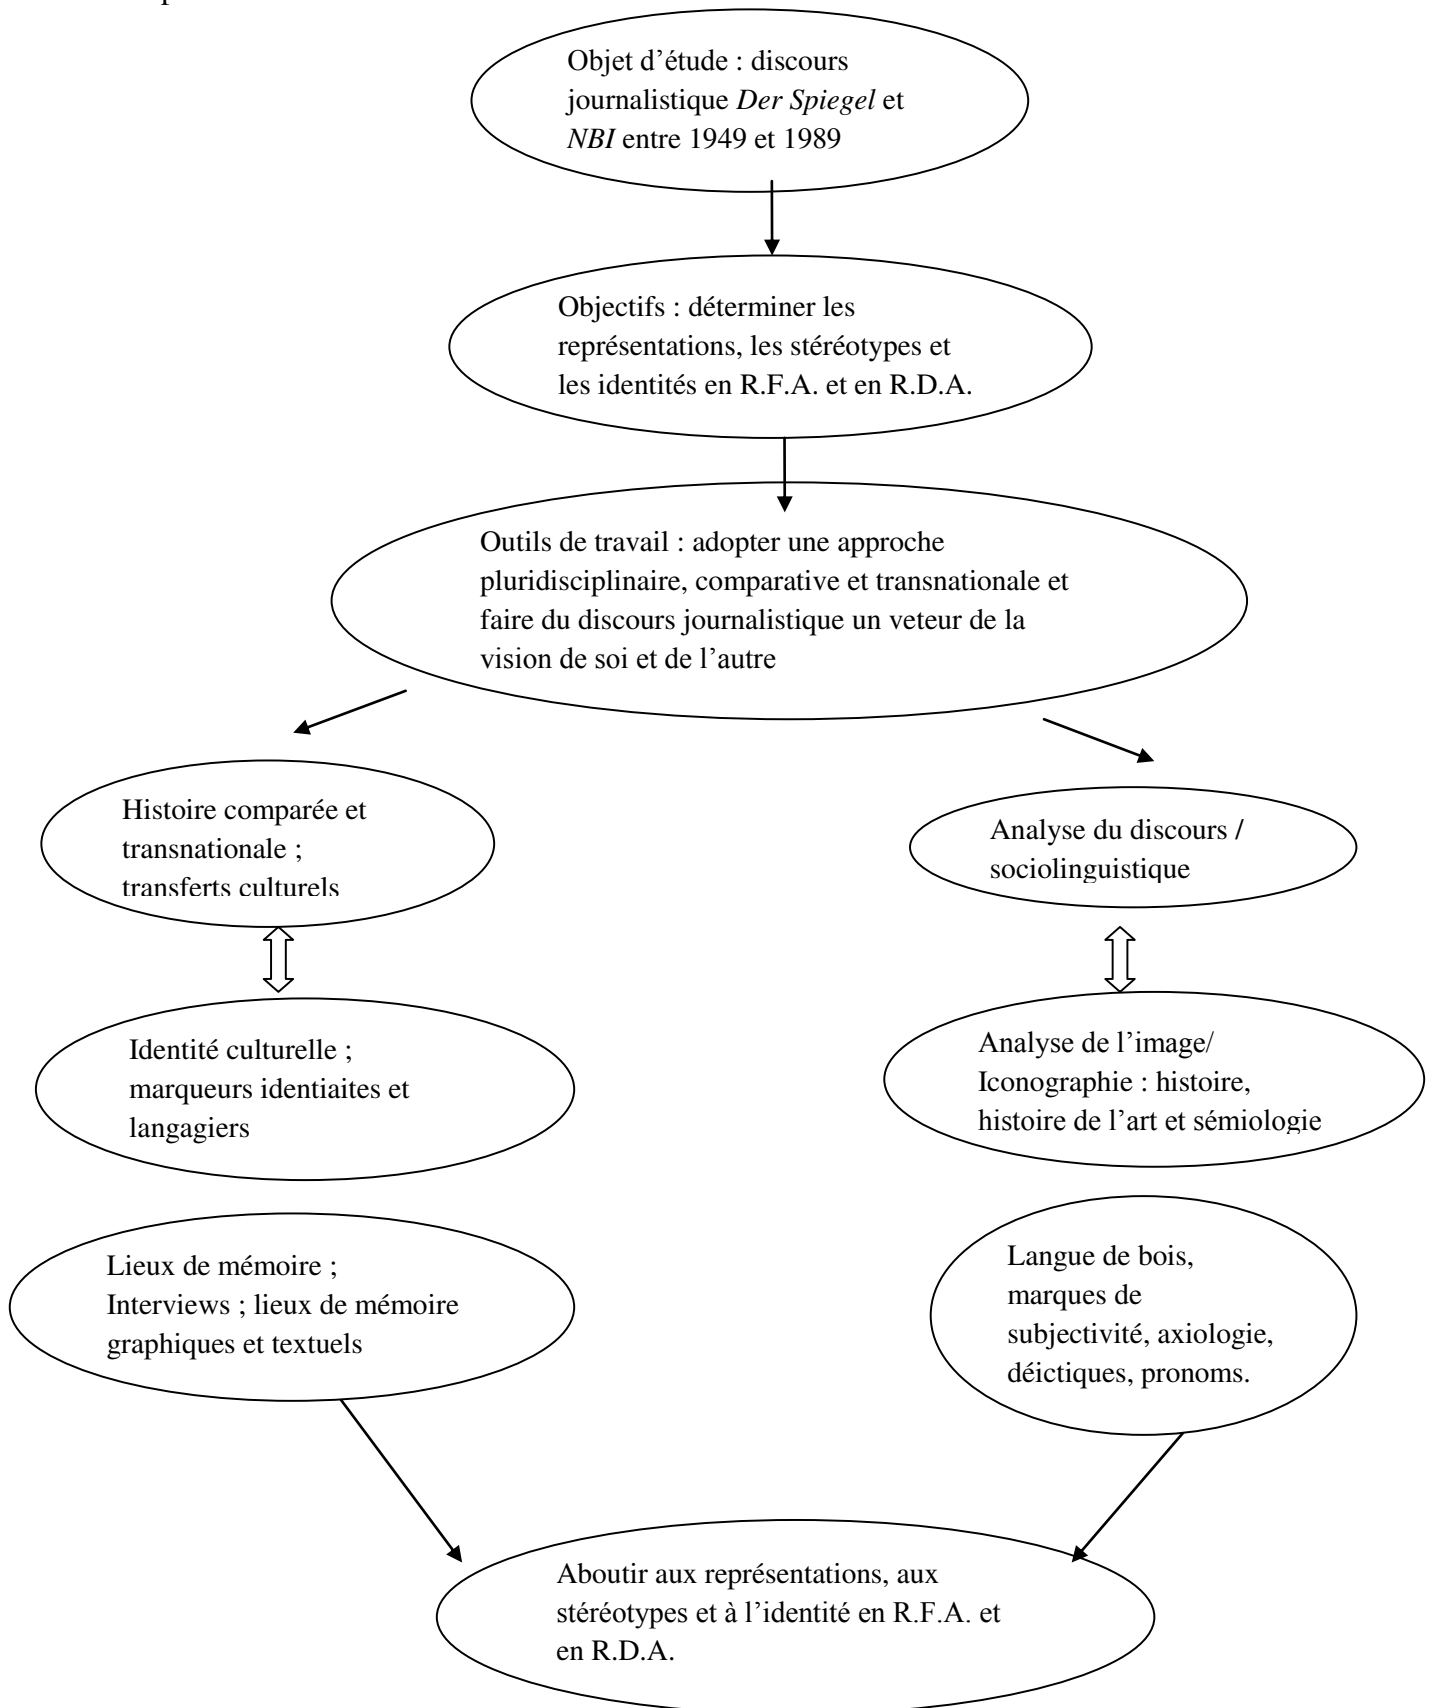 Objet d’étude : discours
journalistique Der Spiegel et
NBI entre 1949 et 1989
Objectifs : déterminer les
représentations, les stéréotypes et
les identités en R.F.A. et en R.D.A.
Outils de travail : adopter une approche
pluridisciplinaire, comparative et transnationale et
faire du discours journalistique un veteur de la
vision de soi et de l’autre
Histoire comparée et
transnationale ;
transferts culturels
Analyse du discours /
sociolinguistique
Identité culturelle ;
marqueurs identiaites et
langagiers
Analyse de l’image/
Iconographie : histoire,
histoire de l’art et sémiologie
Lieux de mémoire ;
Interviews ; lieux de mémoire
graphiques et textuels
Langue de bois,
marques de
subjectivité, axiologie,
déictiques, pronoms.
Aboutir aux représentations, aux
stéréotypes et à l’identité en R.F.A. et
en R.D.A.